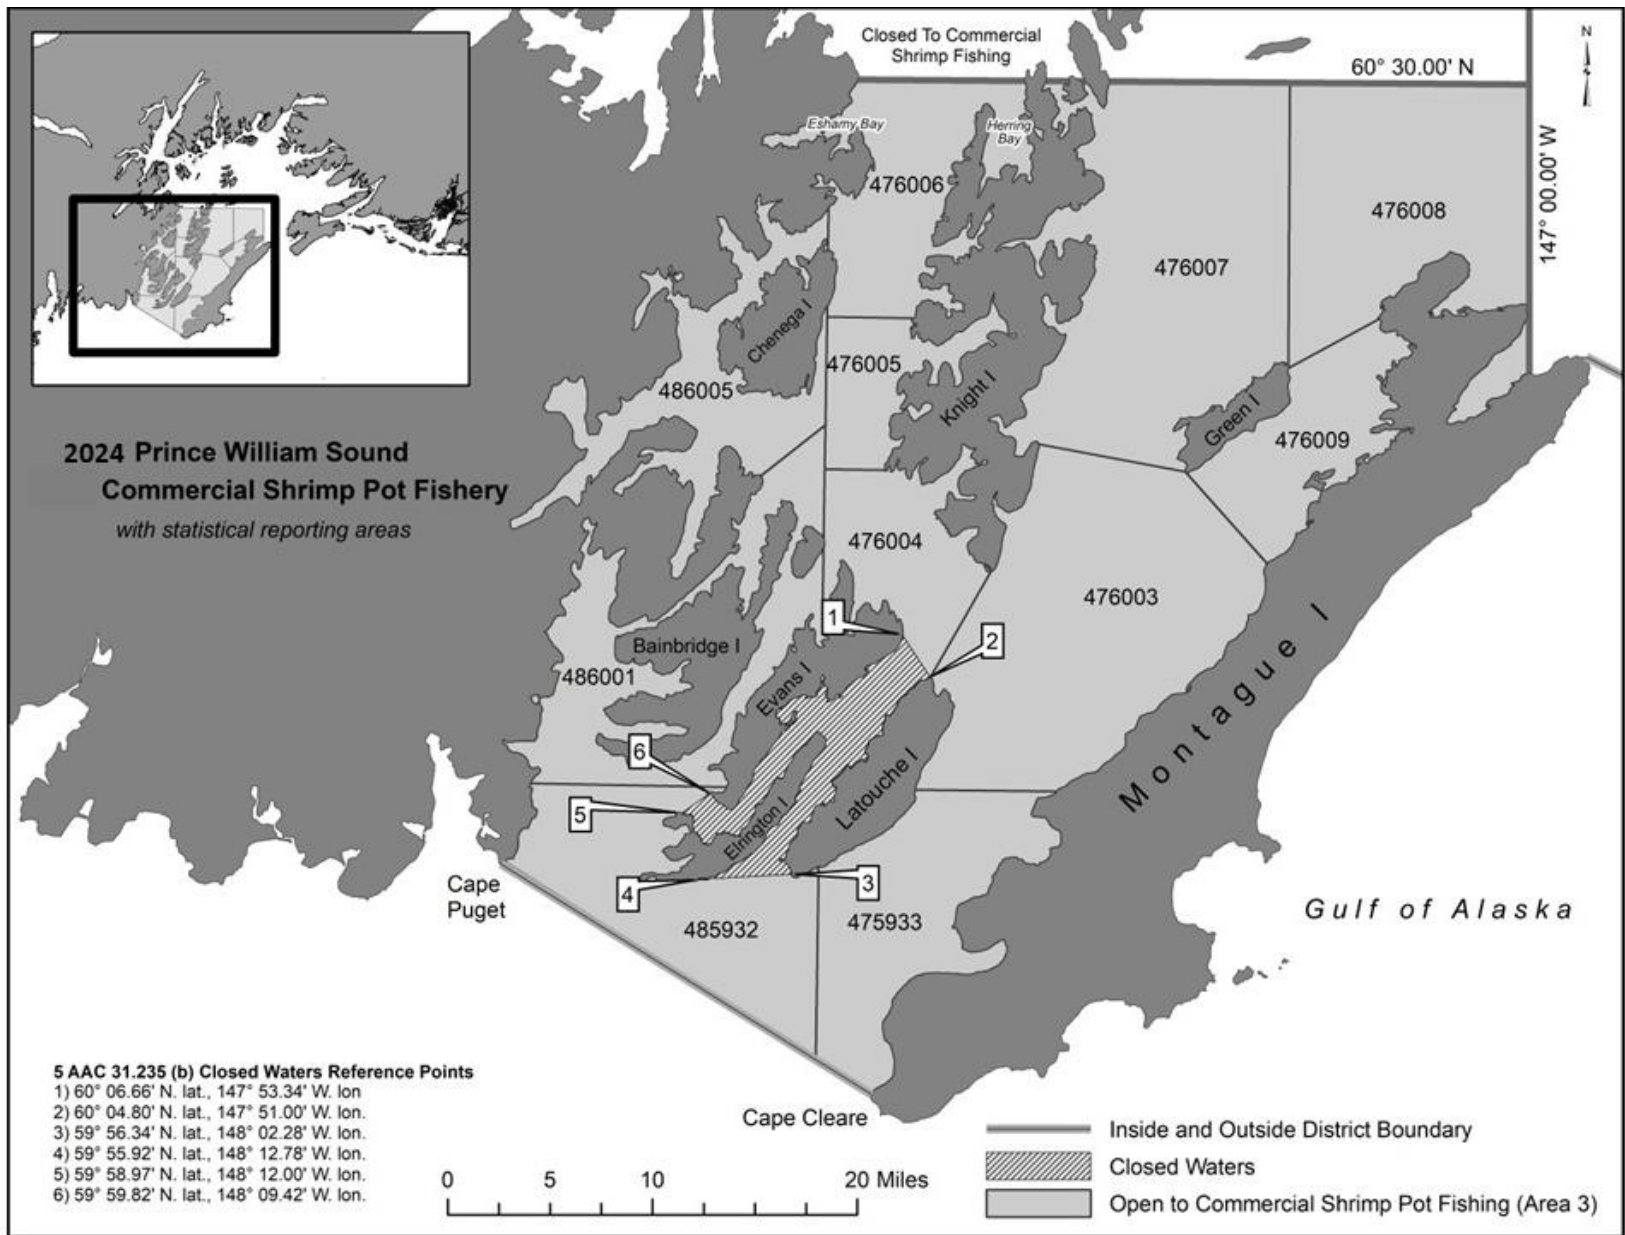 Closed To Commercial
Shrimp Fishing
60° 30.00' N
N
147° 00.00' W
Eshamy Bay
Herring
Bay
476006
476008
476007
Chenega I
476005
486005
Knight I
Green I
476009
2024 Prince William Sound
Commercial Shrimp Pot Fishery
with statistical reporting areas
476004
476003
1
2
Bainbridge I
486001
Evans I
Montague I
6
5
Latouche I
Elrington I
Cape
Puget
4
3
485932
475933
Gulf of Alaska
5 AAC 31.235 (b) Closed Waters Reference Points
1) 60° 06.66' N. lat., 147° 53.34' W. lon
2) 60° 04.80' N. lat., 147° 51.00' W. lon.
3) 59° 56.34' N. lat., 148° 02.28' W. lon.
4) 59° 55.92' N. lat., 148° 12.78' W. lon.
5) 59° 58.97' N. lat., 148° 12.00' W. lon.
6) 59° 59.82' N. lat., 148° 09.42' W. lon.
Cape Cleare
0 5 10 20 Miles
Inside and Outside District Boundary
Closed Waters
Open to Commercial Shrimp Pot Fishing (Area 3)